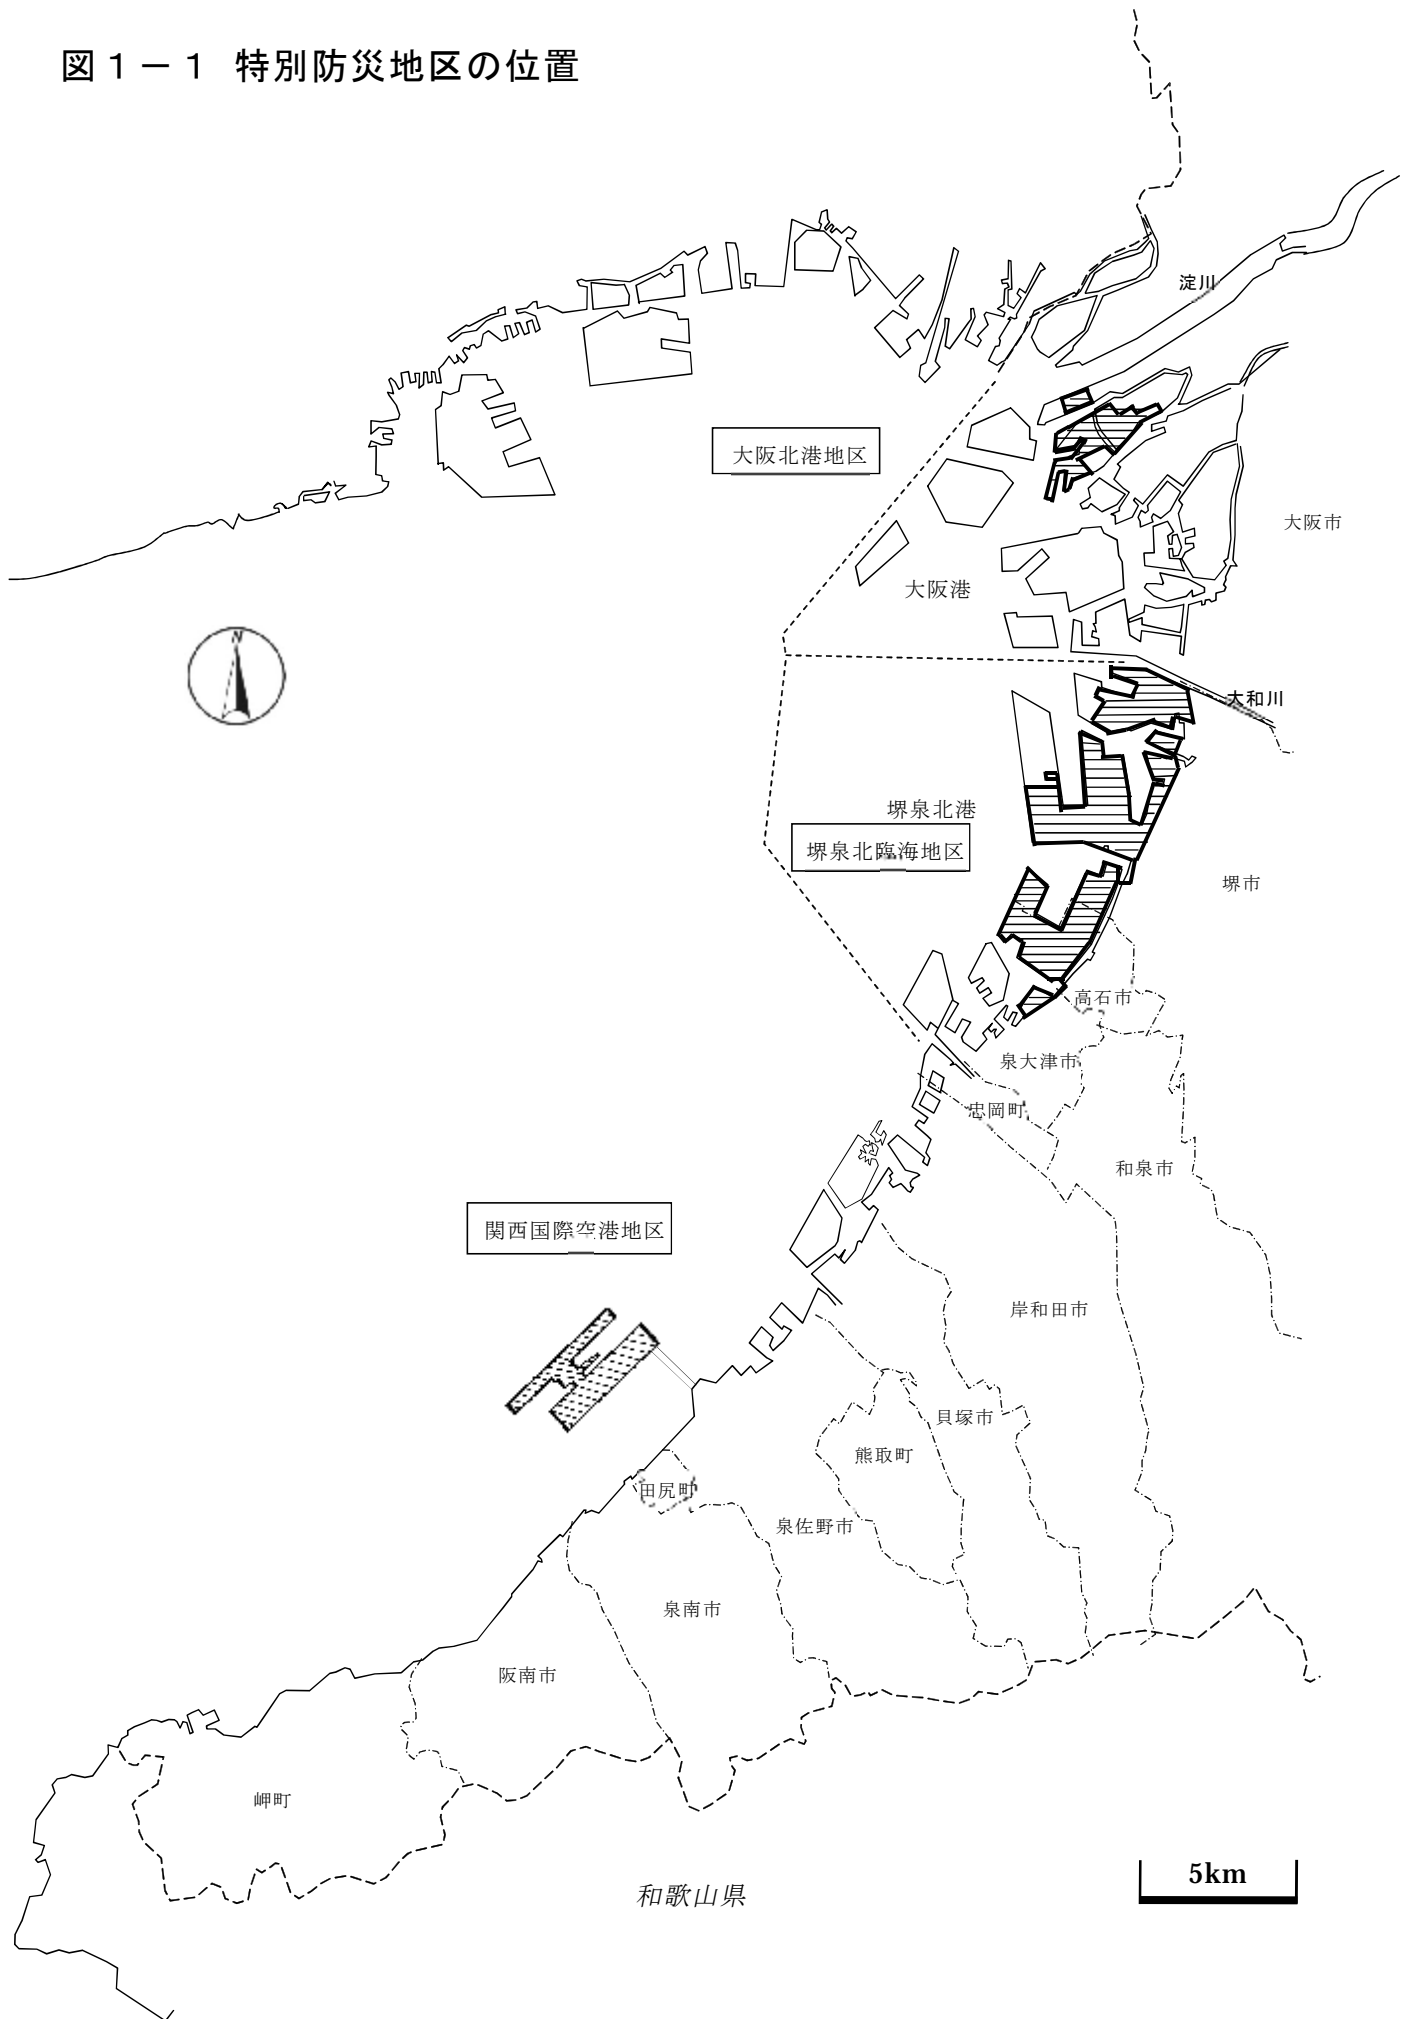 図１－１ 特別防災地区の位置
淀川
大阪北港地区
大阪市
大阪港
N
大和川
堺泉北港
堺泉北臨海地区
堺市
高石市
泉大津市
忠岡町
和泉市
関西国際空港地区
岸和田市
貝塚市
熊取町
田尻町
泉佐野市
泉南市
阪南市
岬町
5km
和歌山県